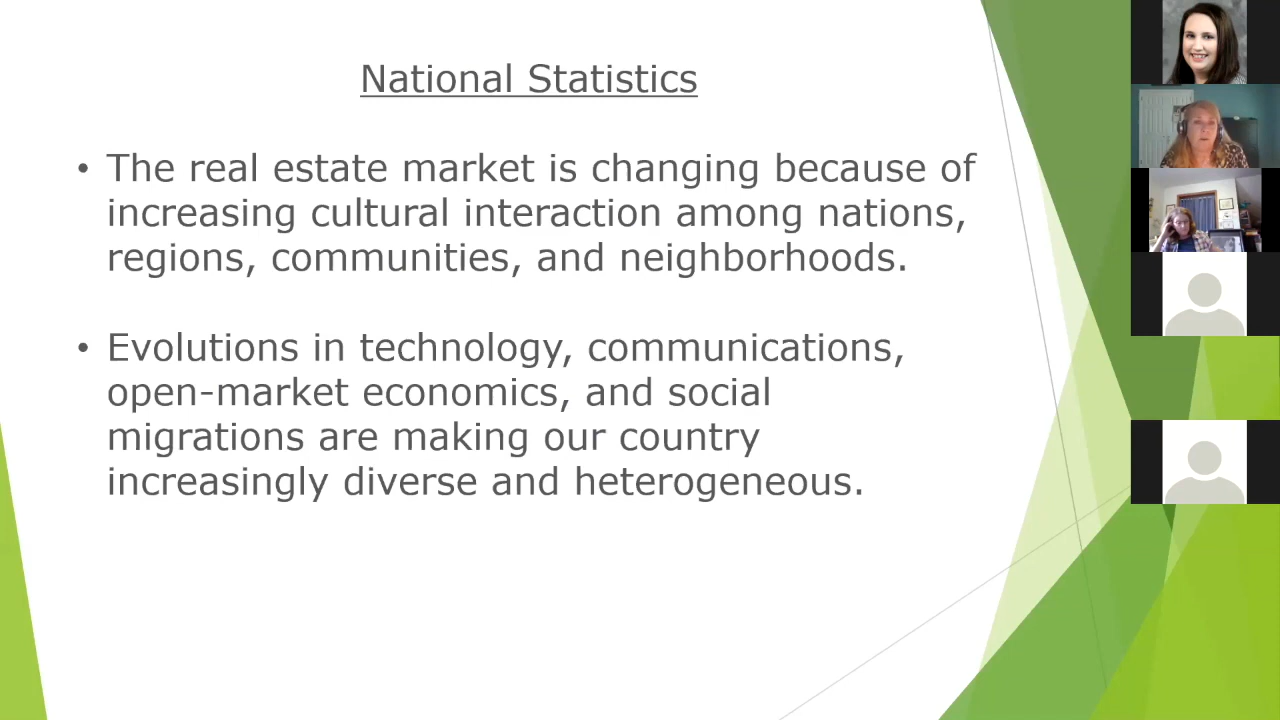 National Statistics
• The real estate market is changing because of
increasing cultural interaction among nations,
regions, communities, and neighborhoods.
• Evolutions in technology, communications,
open-market economics, and social
migrations are making our country
increasingly diverse and heterogeneous.